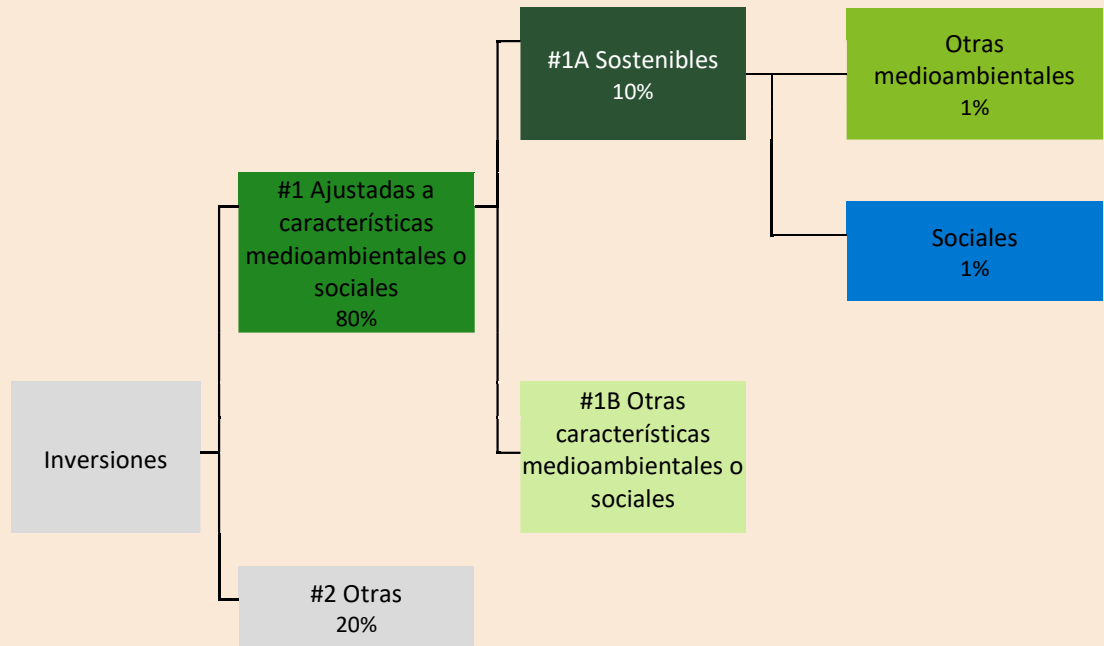 #1A Sostenibles
10%
Otras
medioambientales
1%
#1 Ajustadas a
características
medioambientales o
sociales
80%
Sociales
1%
Inversiones
#1B Otras
características
medioambientales o
sociales
#2 Otras
20%